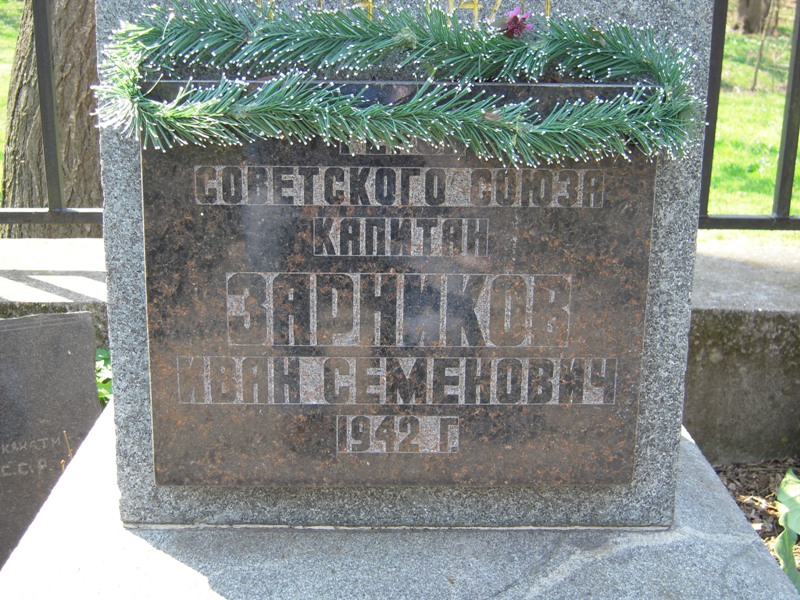 СОВЕТСКОГО СОЮЗА
КАПИТАН
ЗАРНИКОВ
ИВАН СЕМЕНОВИЧ
1942 Г.
С.С.Р.